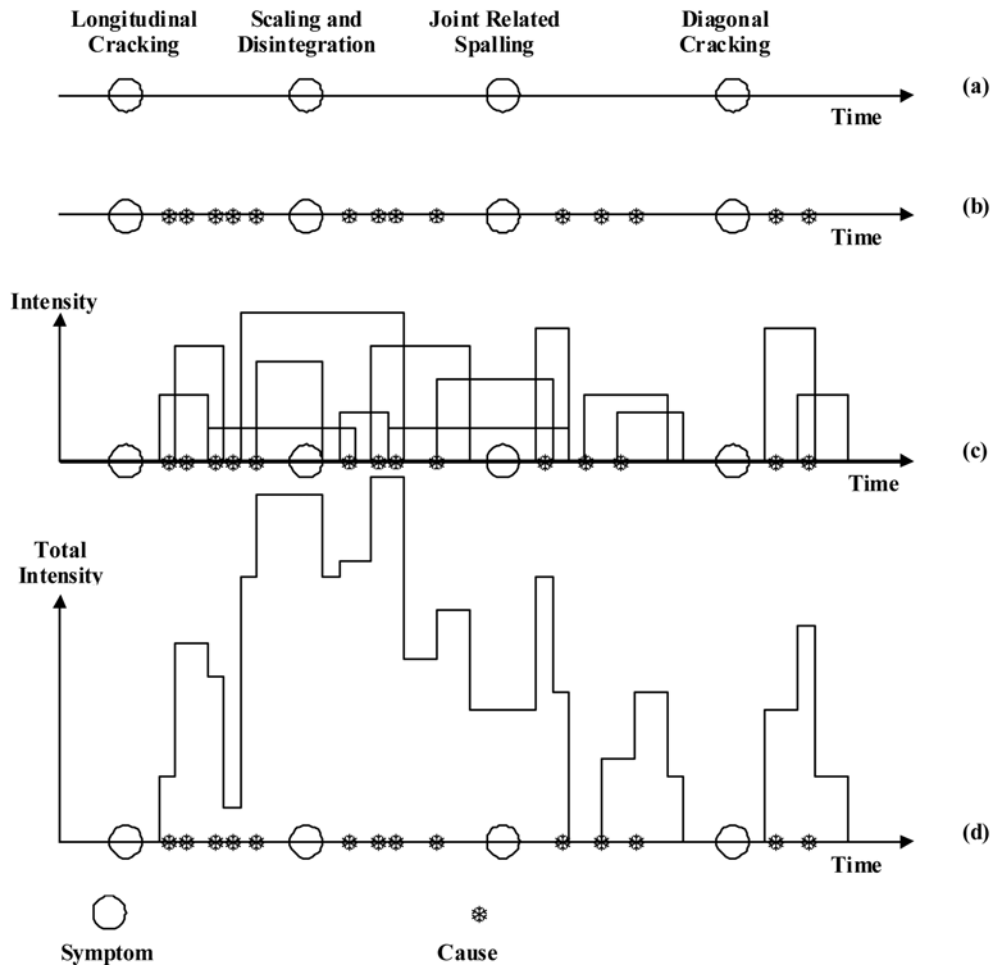 Longitudinal
Cracking
Scaling and
Disintegration
Joint Related
Spalling
Diagonal
Cracking
(a)
Time
(b)
Time
Intensity
(c)
Time
Total
Intensity
(d)
Time
Symptom
Cause